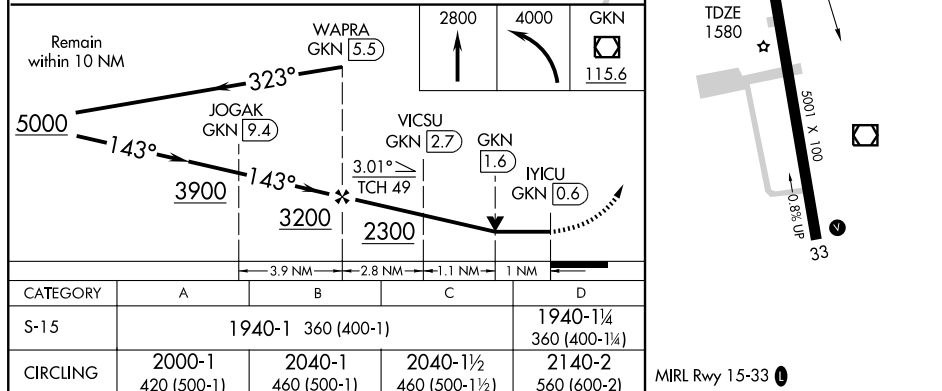 Remain
within 10 NM
WAPRA
GKN 5.5
2800
4000
GKN
115.6
TDZE
1580
323°
JOGAK
GKN 9.4
5000
143°
VICSU
GKN 2.7
GKN
1.6
3.01°
TCH 49
IYICU
GKN 0.6
143°
3900
3200
2300
3.9 NM
2.8 NM
1.1 NM
1 NM
5001 X 100
0.8% UP
V
33
CATEGORY A B C D
S-15 1940-1 360 (400-1) 1940-1¼
360 (400-1¼)
CIRCLING 2000-1 2040-1 2040-1½ 2140-2
420 (500-1) 460 (500-1) 460 (500-1½) 560 (600-2)
MIRL Rwy 15-33 L